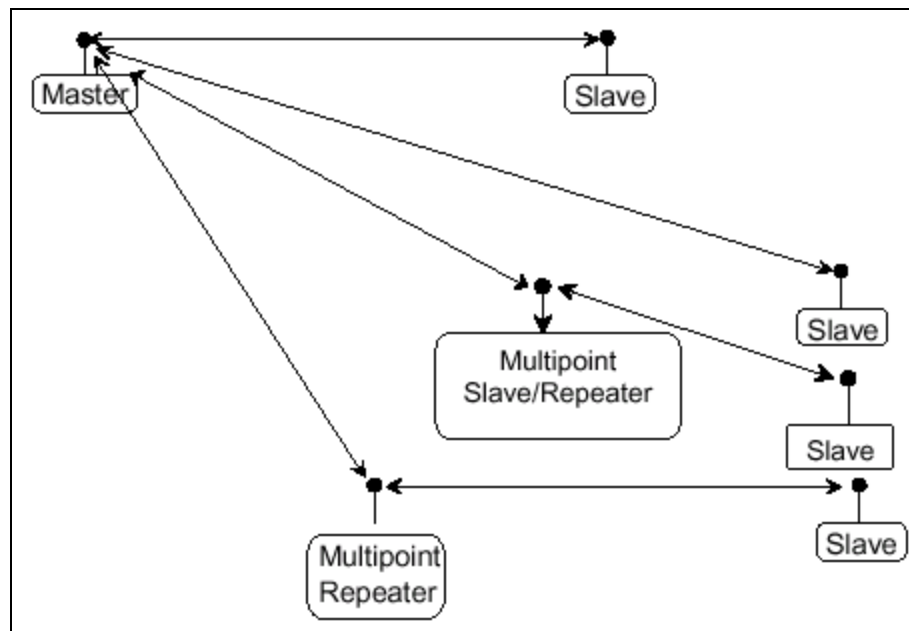 Master
Slave
Slave
Multipoint
Slave/Repeater
Slave
Slave
Multipoint
Repeater